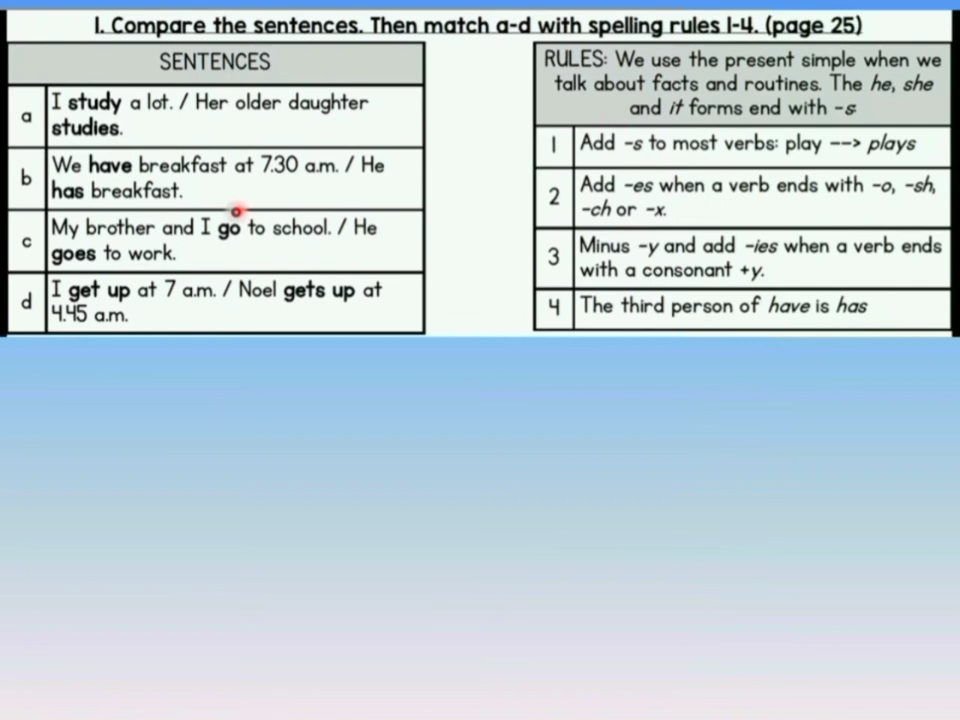 1. Compare the sentences. Then match a-d with spelling rules 1-4. (page 25)
SENTENCES
a
I study a lot. / Her older daughter
studies.
b
We have breakfast at 7.30 a.m. / He
has breakfast.
c
My brother and I go to school. / He
goes to work.
d
I get up at 7 a.m. / Noel gets up at
4.45 a.m.
RULES: We use the present simple when we
talk about facts and routines. The he, she
and it forms end with -s
1
Add -s to most verbs: play --> plays
2
Add -es when a verb ends with -o, -sh,
-ch or -x.
3
Minus -y and add -ies when a verb ends
with a consonant +y.
4
The third person of have is has